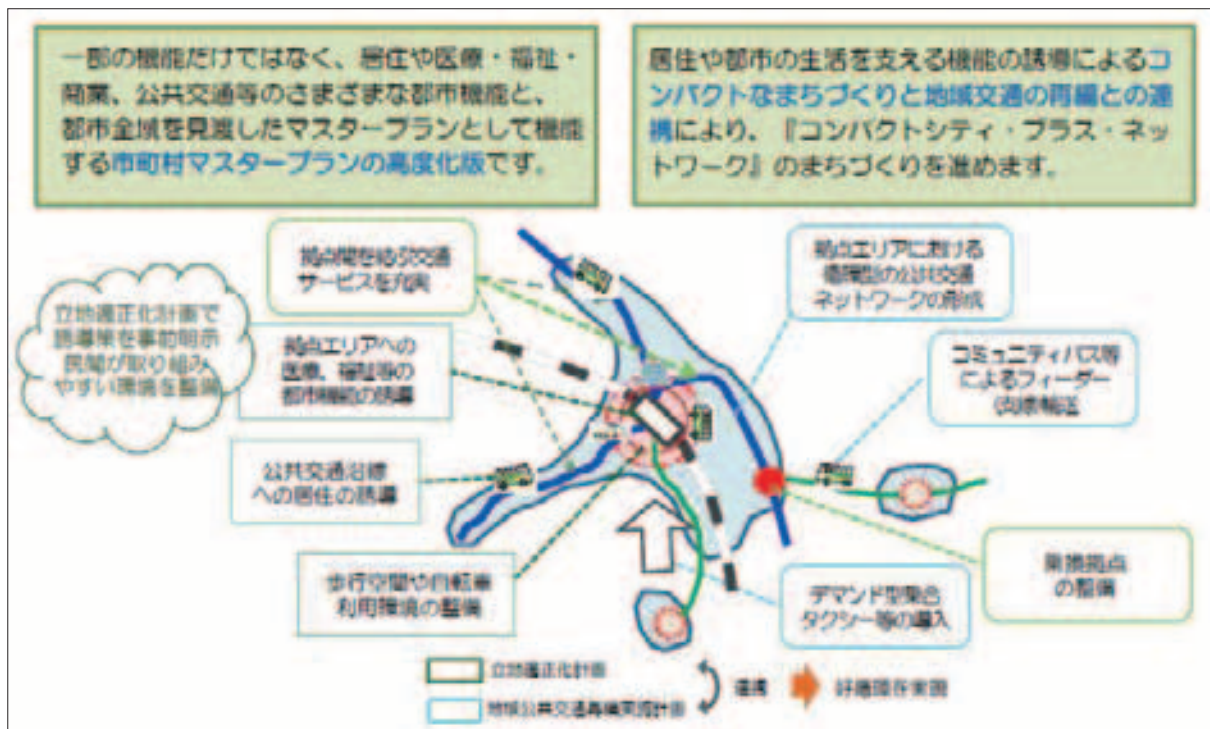 一部の機能だけではなく、居住や医療・福祉・
商業、公共交通等のさまざまな都市機能と、
都市全域を見渡したマスタープランとして機能
する市町村マスタープランの高度化版です。
居住や都市の生活を支える機能の誘導によるコ
ンパクトなまちづくりと地域交通の再編との連
携により、『コンパクトシティ・プラス・ネッ
トワーク』のまちづくりを進めます。
拠点間を結ぶ交通
サービスを充実
立地適正化計画で
誘導策を事前明示
民間が取り組み
やすい環境を整備
拠点エリアへの
医療、福祉等の
都市機能の誘導
公共交通沿線
への居住の誘導
歩行空間や自転車
利用環境の整備
拠点エリアにおける
循環型の公共交通
ネットワークの形成
コミュニティバス等
によるフィーダー
(支線)輸送
乗換拠点
の整備
デマンド型乗合
タクシー等の導入
立地適正化計画
地域公共交通再編実施計画
連携
好循環を実現